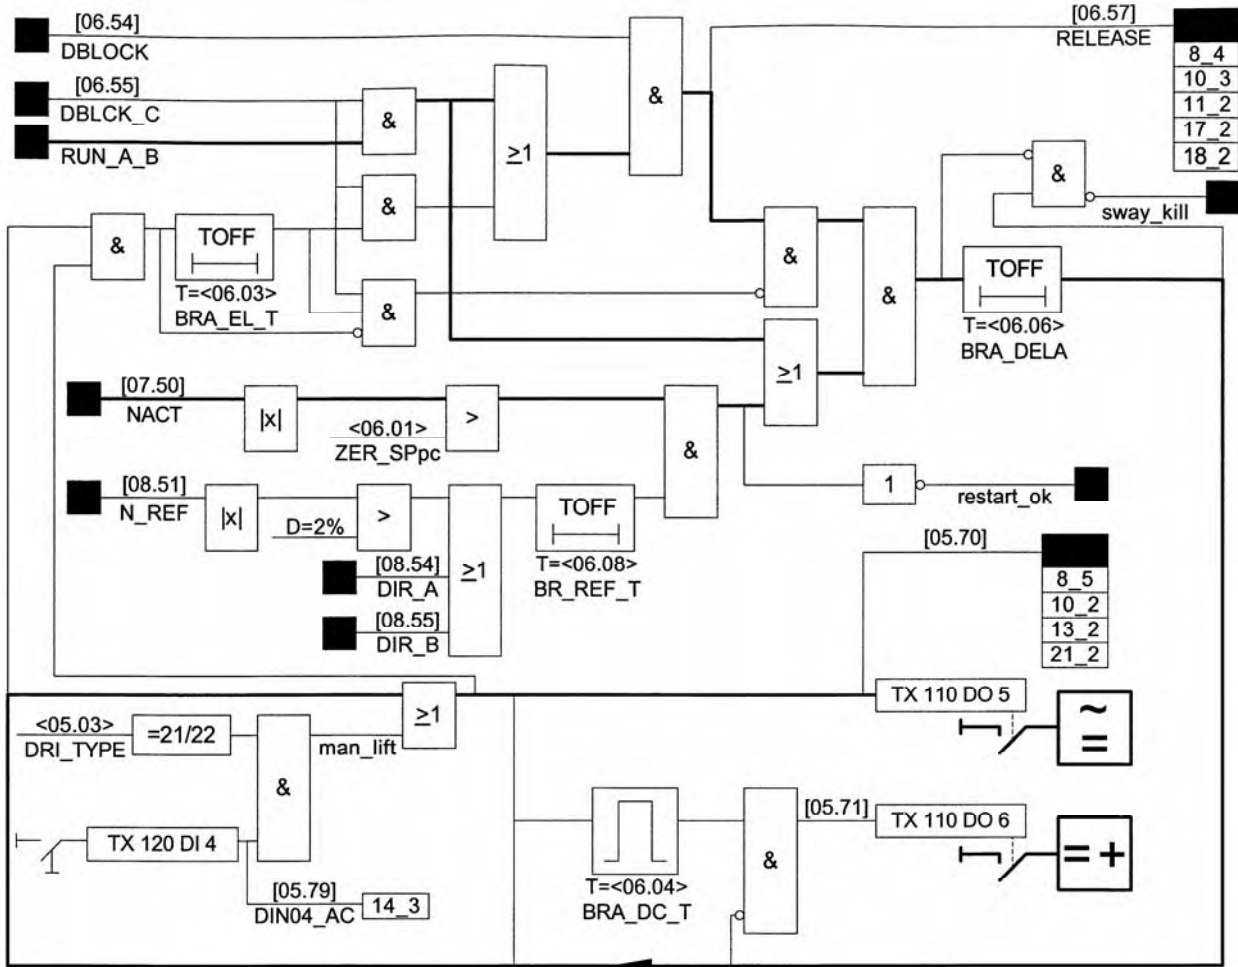 [06.54]
DBLOCK
[06.57]
RELEASE
8_4
10_3
11_2
17_2
18_2
[06.55]
DBLCK_C
RUN_A_B
&
≥1
&
&
&
sway_kill
&
TOFF
T=<06.03>
BRA_EL_T
&
&
&
TOFF
T=<06.06>
BRA_DELA
≥1
[07.50]
NACT
|x|
<06.01>
ZER_SPpc
>
&
1
restart_ok
[08.51]
N_REF
|x|
D=2%
>
≥1
TOFF
T=<06.08>
BR_REF_T
[08.54]
DIR_A
[08.55]
DIR_B
[05.70]
8_5
10_2
13_2
21_2
<05.03>
DRI_TYPE
=21/22
&
man_lift
≥1
TX 110 DO 5
~
=
TX 120 DI 4
[05.79]
DIN04_AC
14_3
T=<06.04>
BRA_DC_T
&
[05.71]
TX 110 DO 6
= +